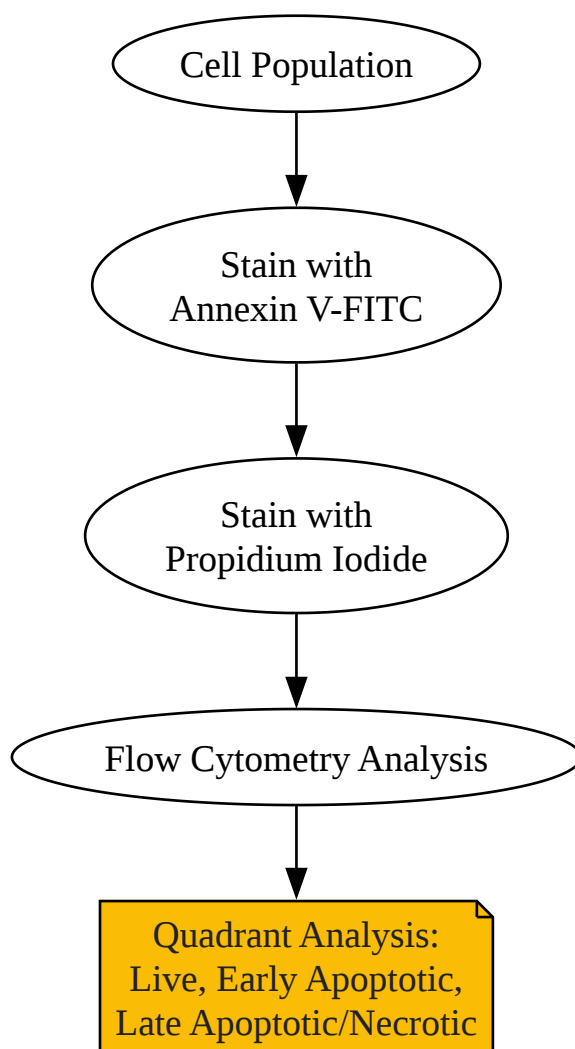 Cell Population
Stain with
Annexin V-FITC
Stain with
Propidium Iodide
Flow Cytometry Analysis
Quadrant Analysis:
Live, Early Apoptotic,
Late Apoptotic/Necrotic